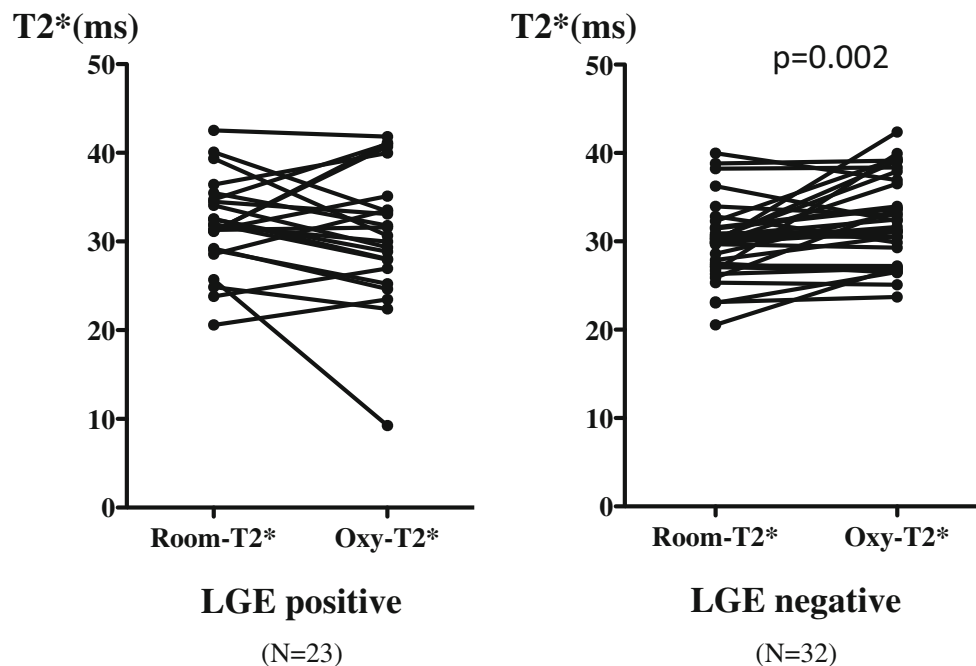 T2*(ms)
50
40
30
20
10
0
Room-T2*
Oxy-T2*
LGE positive
(N=23)
T2*(ms)
p=0.002
50
40
30
20
10
0
Room-T2*
Oxy-T2*
LGE negative
(N=32)